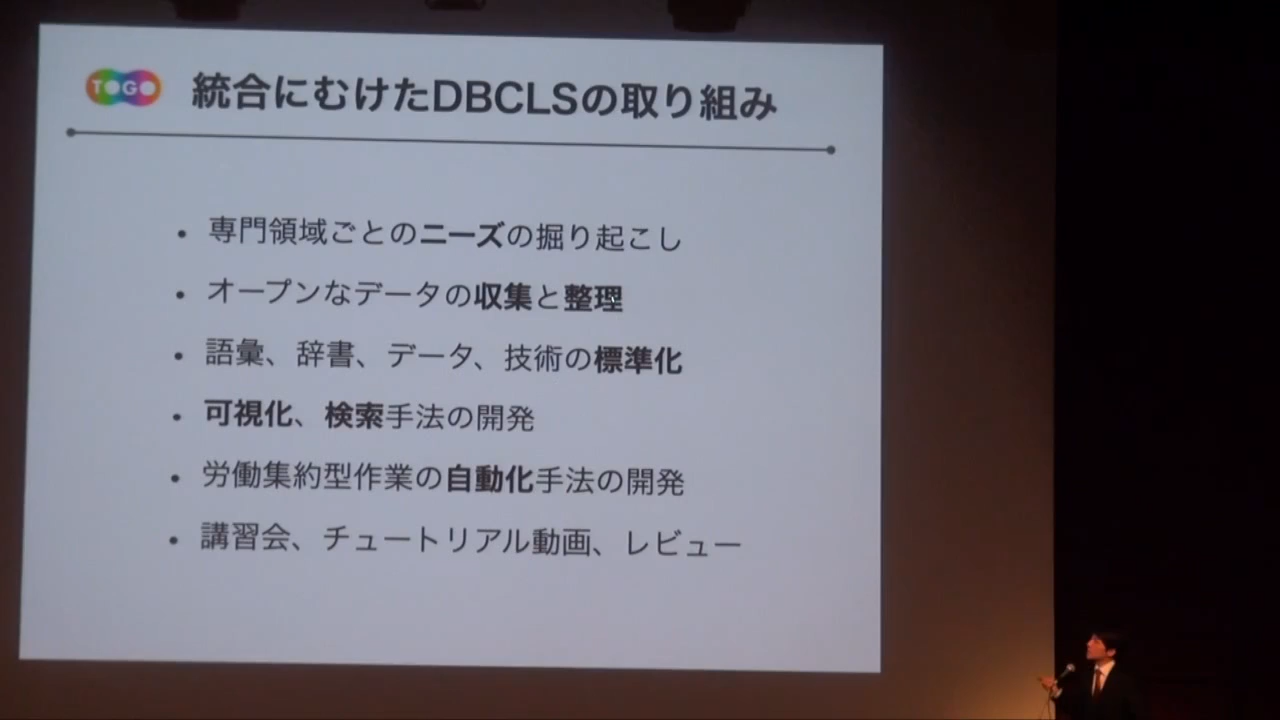 TOGO 統合にむけたDBCLSの取り組み
• 専門領域ごとのニーズの掘り起こし
• オープンなデータの収集と整理
• 語彙、辞書、データ、技術の標準化
• 可視化、検索手法の開発
• 労働集約型作業の自動化手法の開発
• 講習会、チュートリアル動画、レビュー